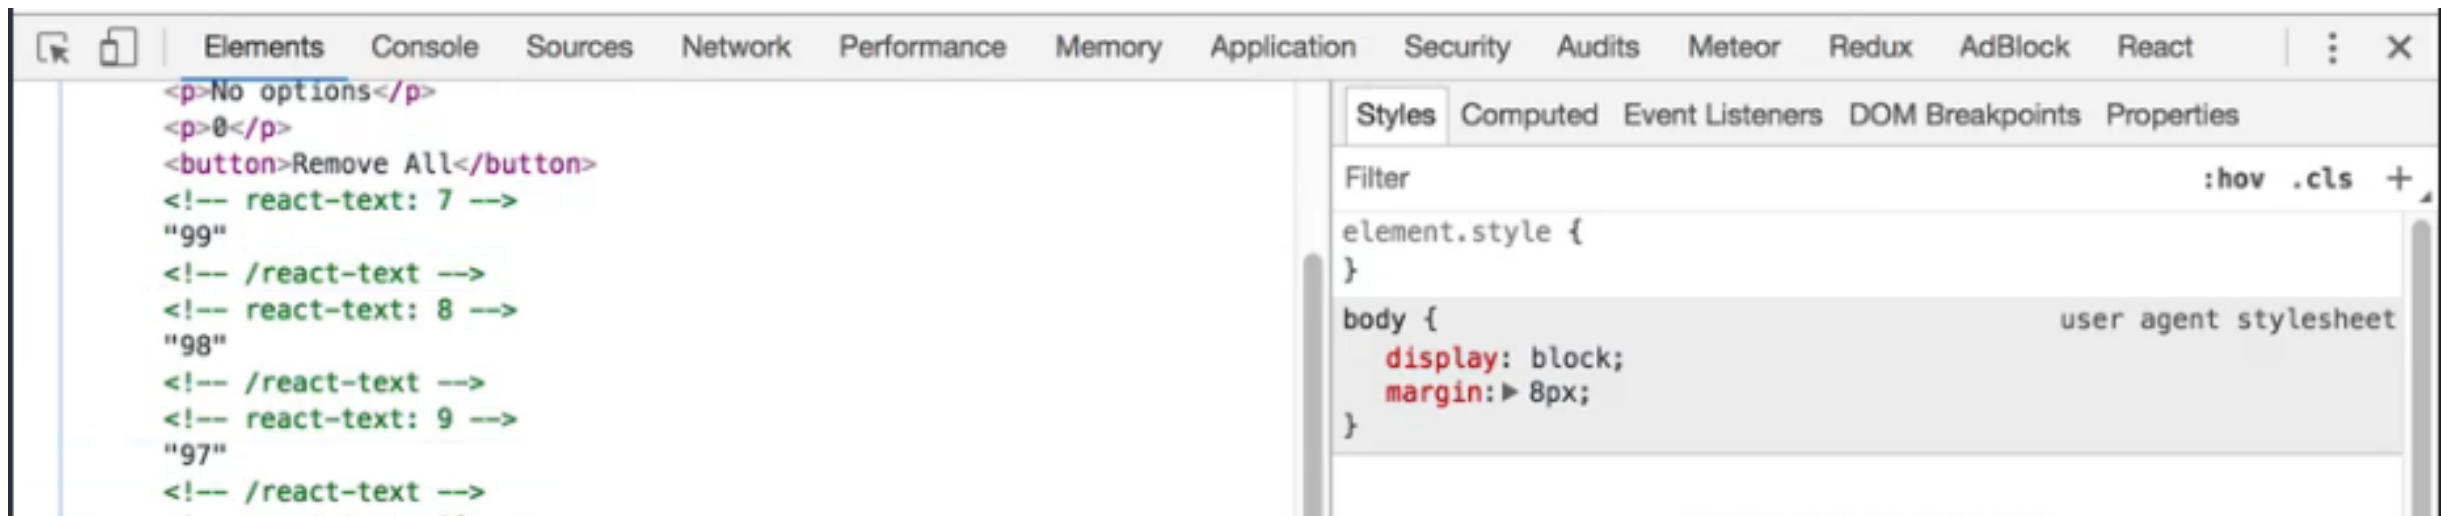 Elements Console Sources Network Performance Memory Application Security Audits Meteor Redux AdBlock React
<p>No options</p>
<p>0</p>
<button>Remove All</button>
<!-- react-text: 7 -->
"99"
<!-- /react-text -->
<!-- react-text: 8 -->
"98"
<!-- /react-text -->
<!-- react-text: 9 -->
"97"
<!-- /react-text -->
Styles Computed Event Listeners DOM Breakpoints Properties
Filter :hov .cls +
element.style {
}
body { user agent stylesheet
display: block;
margin:▶ 8px;
}